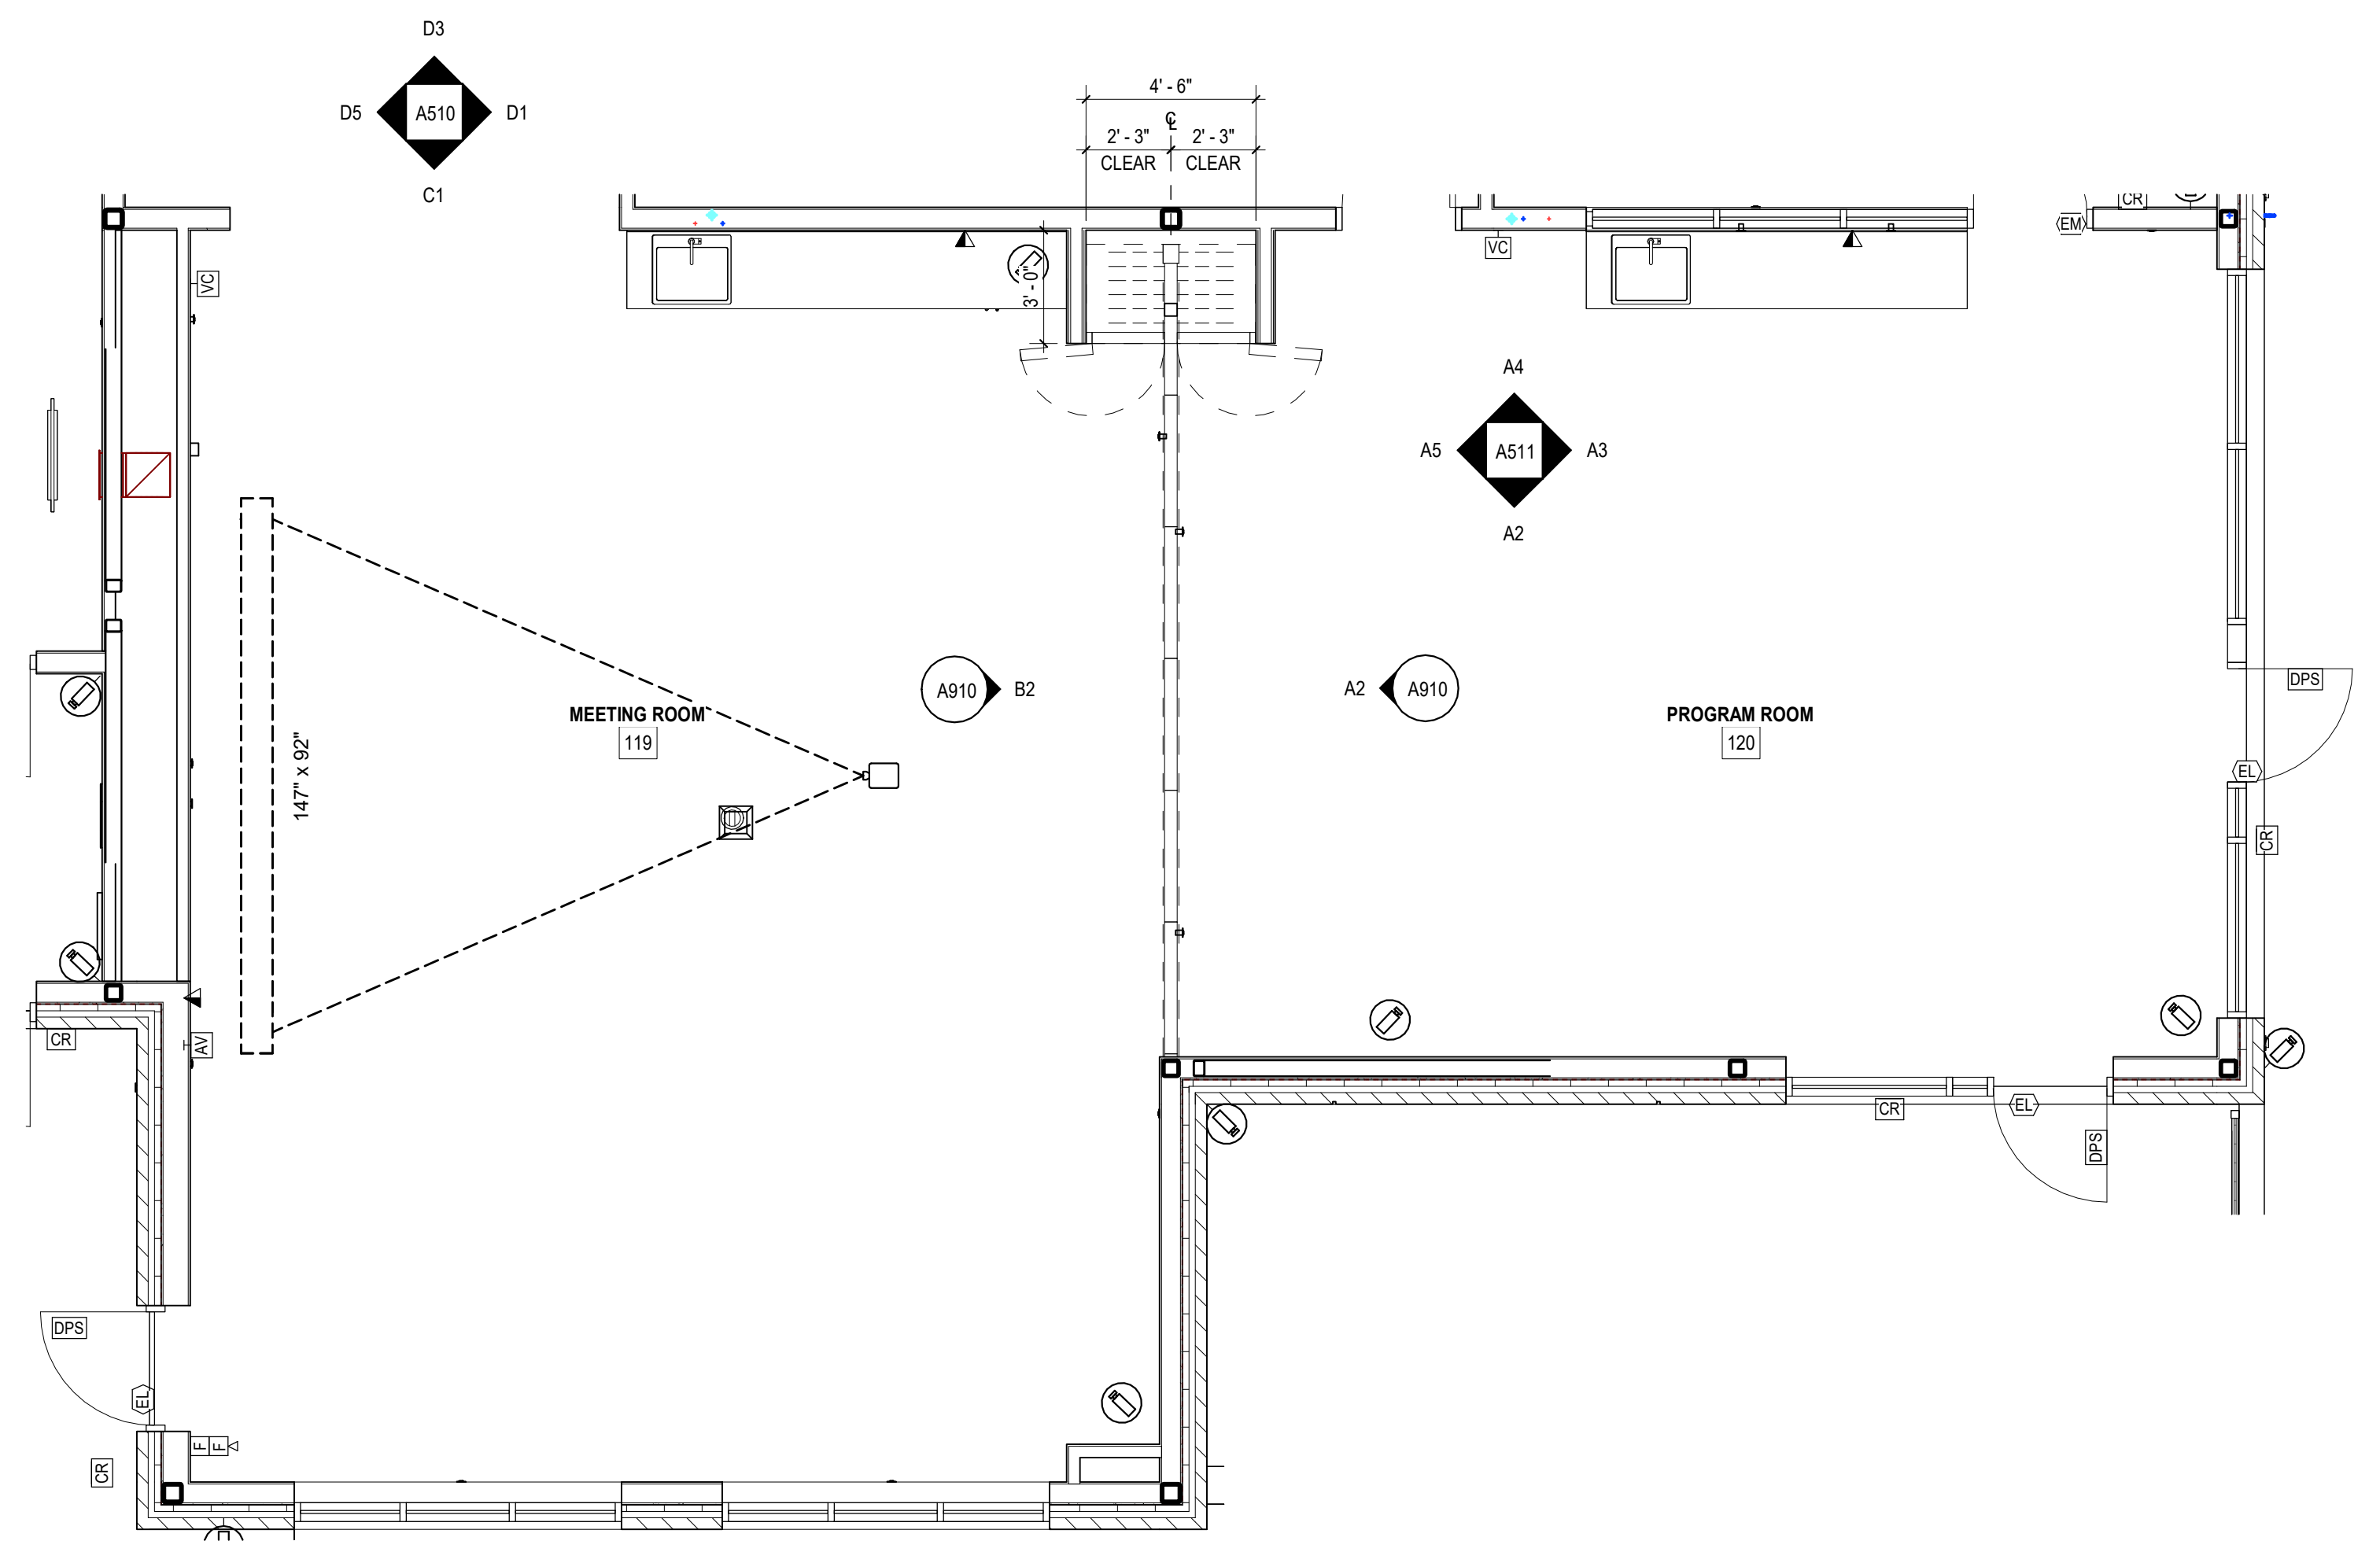 D3
D5 A510 D1
C1
4' - 6"
℄
2' - 3" 2' - 3"
CLEAR CLEAR
CR
EM
VC
VC
3' - 0"
A4
A5 A511 A3
A2
DPS
A910 B2
A2 A910
MEETING ROOM
119
PROGRAM ROOM
120
147" x 92"
EL
CR
CR
AV
CR
EL
DPS
DPS
EL
F F
CR